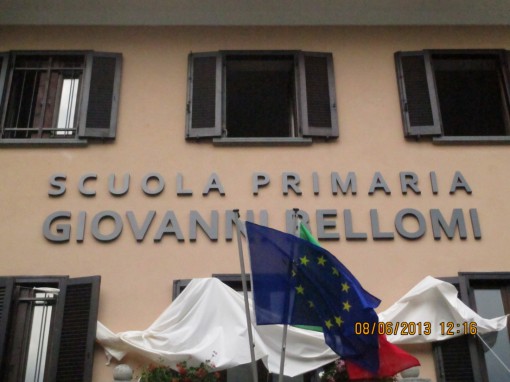 SCUOLA PRIMARIA
GIOVANNI BELLOMI
08/06/2013 12:16